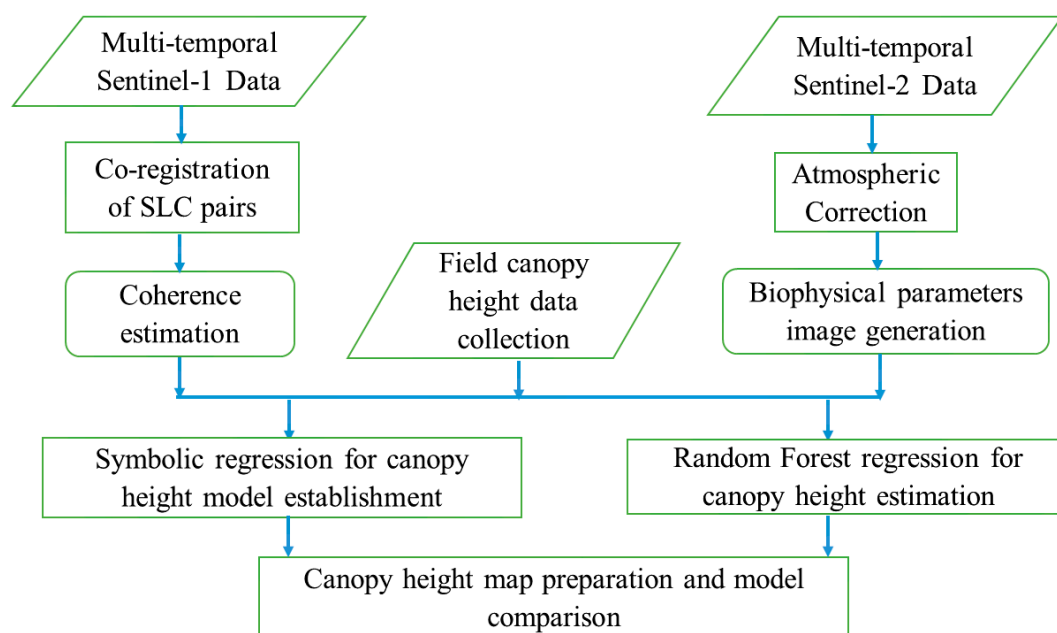 Multi-temporal
Sentinel-1 Data
Multi-temporal
Sentinel-2 Data
Co-registration
of SLC pairs
Atmospheric
Correction
Coherence
estimation
Field canopy
height data
collection
Biophysical parameters
image generation
Symbolic regression for canopy
height model establishment
Random Forest regression for
canopy height estimation
Canopy height map preparation and model
comparison